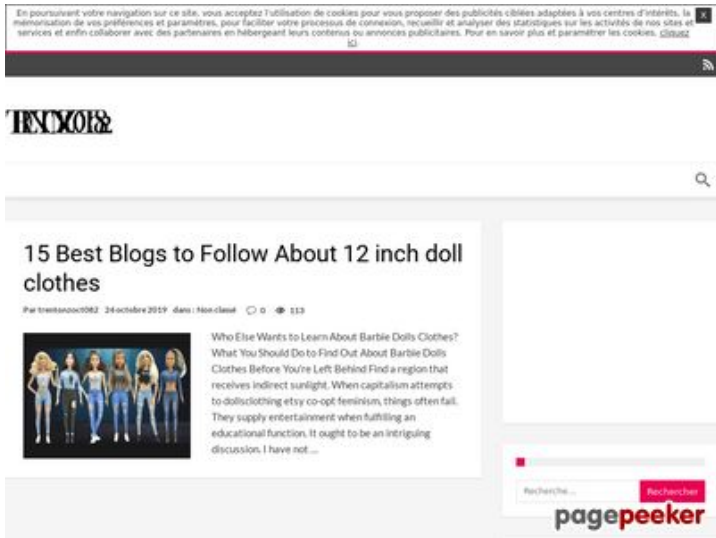 En poursuivant votre navigation sur ce site, vous acceptez l'utilisation de cookies pour vous proposer des publicités ciblées adaptées à vos centres d'intérêts, la
mémorisation de vos préférences et paramètres, pour faciliter votre processus de connexion, recueillir et analyser des statistiques sur les activités de nos sites et
services et enfin collaborer avec des partenaires en hébergeant leurs contenus ou annonces publicitaires. Pour en savoir plus et paramétrer les cookies, cliquez
ici.
X
15 Best Blogs to Follow About 12 inch doll
clothes
Par trentonzoct082 24 octobre 2019 dans : Non classé 0 113
Who Else Wants to Learn About Barbie Dolls Clothes?
What You Should Do to Find Out About Barbie Dolls
Clothes Before You're Left Behind Find a region that
receives indirect sunlight. When capitalism attempts
to dollsclothing etsy co-opt feminism, things often fail.
They supply entertainment when fulfilling an
educational function. It ought to be an intriguing
discussion. I have not ...
Recherche...
Rechercher
pagepeeker